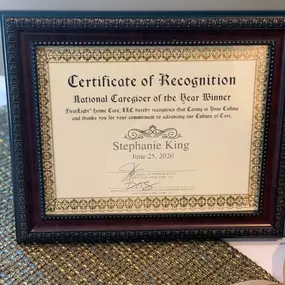 Certificate of Recognition
National Caregiver of the Year Winner
FirstLight Home Care, LLC hereby recognizes that Caring is Your Calling
and thanks you for your commitment to advancing our Culture of Care.
Stephanie King
June 25, 2020